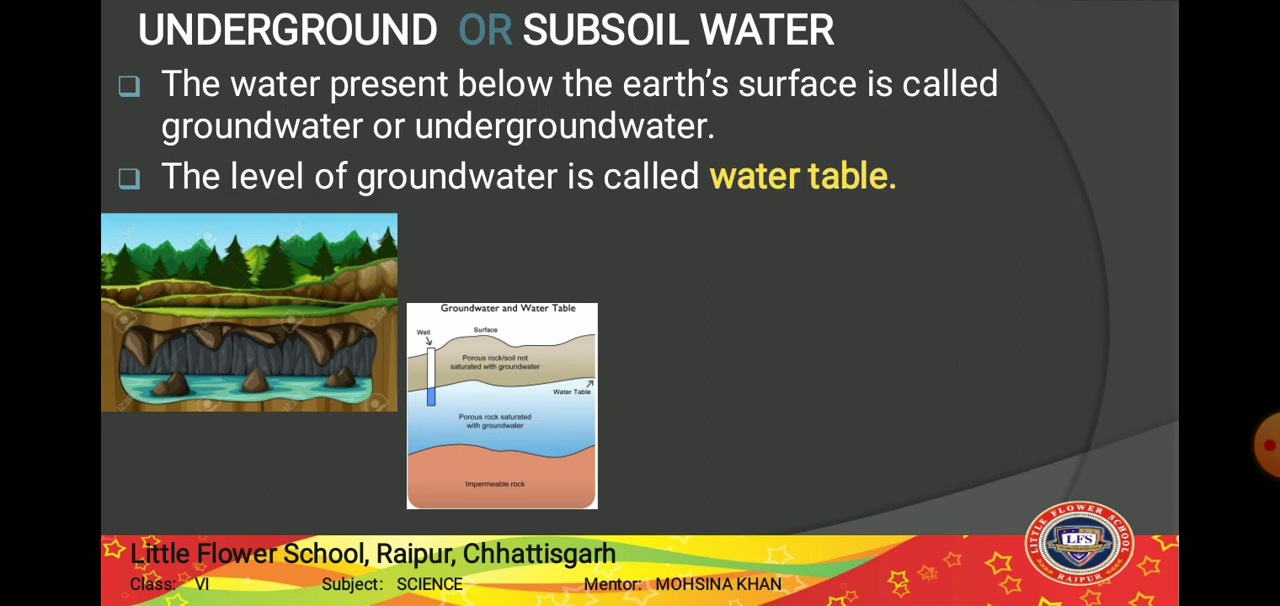 UNDERGROUND OR SUBSOIL WATER
❑ The water present below the earth's surface is called
groundwater or undergroundwater.
❑ The level of groundwater is called water table.
Groundwater and Water Table
Well
Surface
Porous rock/soil not
saturated with groundwater
Water Table
Porous rock saturated
with groundwater
Impermeable rock
Little Flower School, Raipur, Chhattisgarh
Class: VI Subject: SCIENCE Mentor: MOHSINA KHAN
LITTLE FLOWER SCHOOL
LFS
RAIPUR